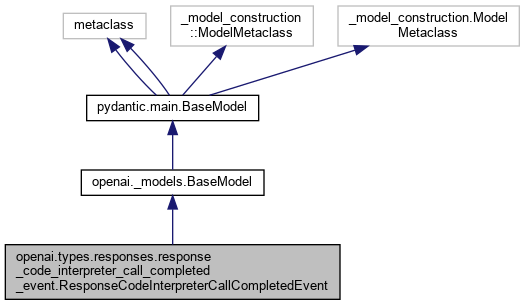 metaclass
_model_construction
::ModelMetaclass
_model_construction.Model
Metaclass
pydantic.main.BaseModel
openai._models.BaseModel
openai.types.responses.response
_code_interpreter_call_completed
_event.ResponseCodeInterpreterCallCompletedEvent